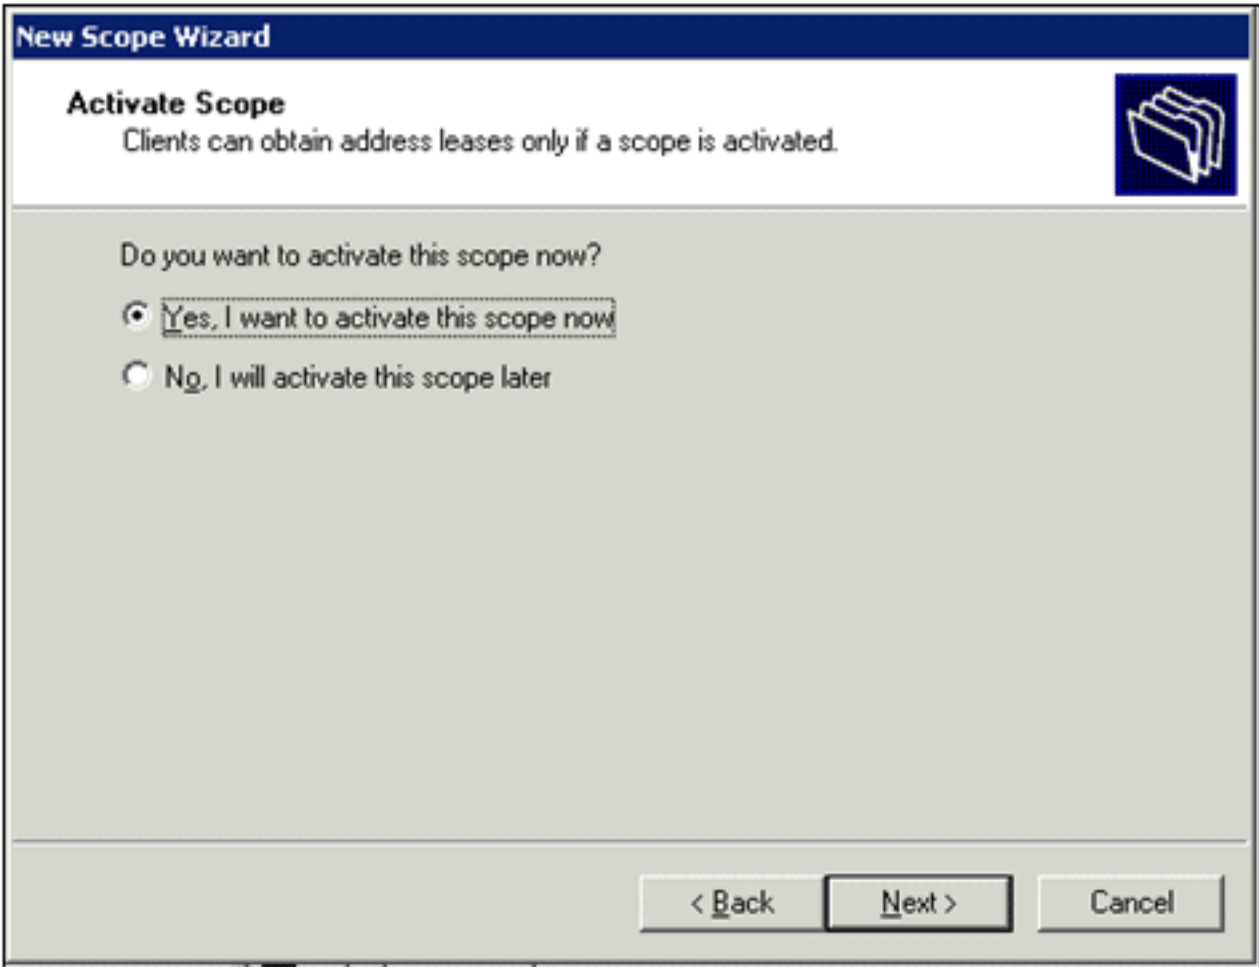 New Scope Wizard
Activate Scope
Clients can obtain address leases only if a scope is activated.
Do you want to activate this scope now?
Yes, I want to activate this scope now
No, I will activate this scope later
< Back
Next >
Cancel